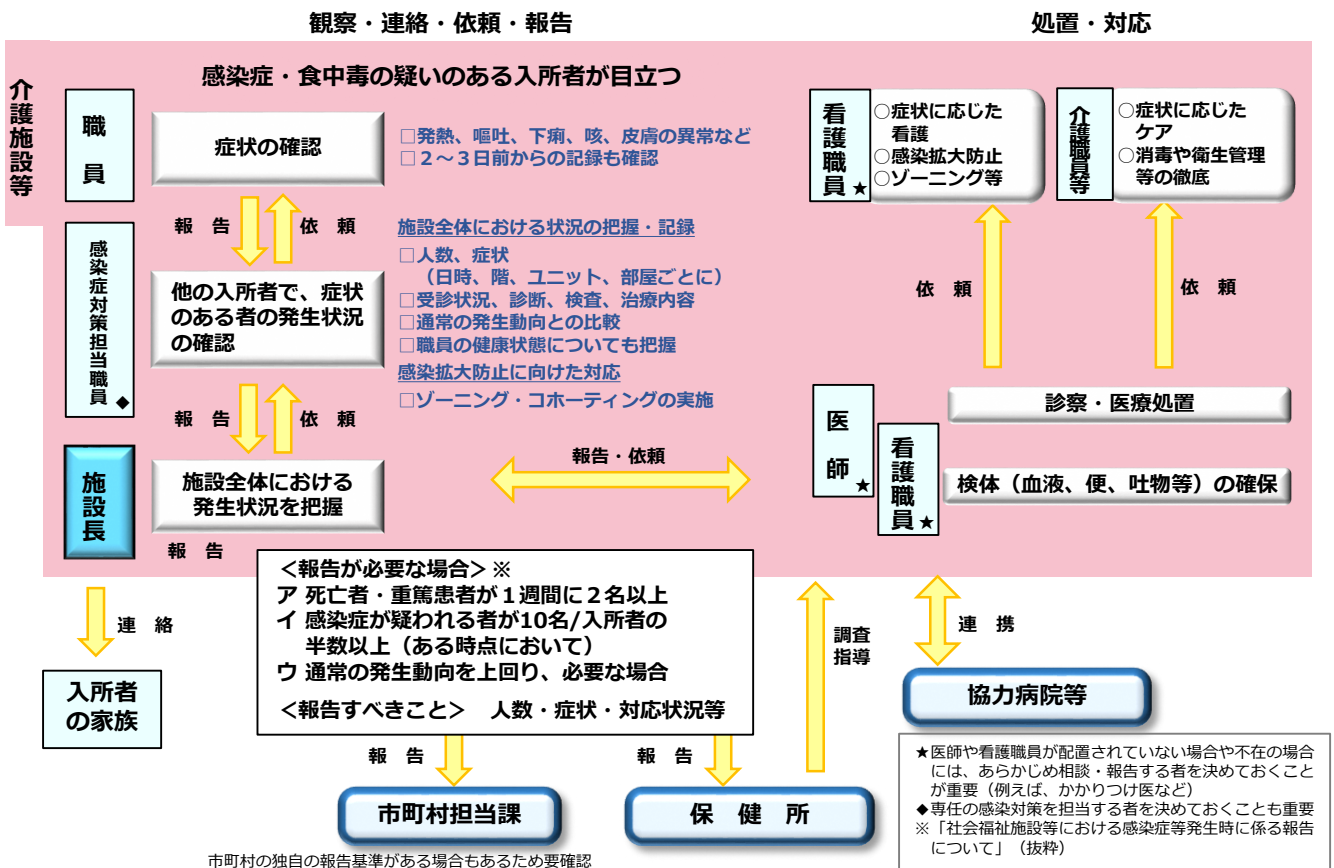 観察・連絡・依頼・報告
処置・対応
介護施設等
感染症・食中毒の疑いのある入所者が目立つ
職員
症状の確認
□発熱、嘔吐、下痢、咳、皮膚の異常など
□２～３日前からの記録も確認
報 告
依 頼
感染症対策担当職員◆
他の入所者で、症状
のある者の発生状況
の確認
施設全体における状況の把握・記録
□人数、症状
（日時、階、ユニット、部屋ごとに）
□受診状況、診断、検査、治療内容
□通常の発生動向との比較
□職員の健康状態についても把握
感染拡大防止に向けた対応
□ゾーニング・コホーティングの実施
報 告
依 頼
施設長
施設全体における
発生状況を把握
報 告
報告・依頼
看護職員★
○症状に応じた
看護
○感染拡大防止
○ゾーニング等
介護職員等
○症状に応じた
ケア
○消毒や衛生管理
等の徹底
依 頼
依 頼
医師★
看護職員★
診察・医療処置
検体（血液、便、吐物等）の確保
連 絡
入所者
の家族
＜報告が必要な場合＞※
ア 死亡者・重篤患者が１週間に２名以上
イ 感染症が疑われる者が10名/入所者の
半数以上（ある時点において）
ウ 通常の発生動向を上回り、必要な場合
＜報告すべきこと＞ 人数・症状・対応状況等
報 告
報 告
調査
指導
連 携
市町村担当課
保 健 所
協力病院等
市町村の独自の報告基準がある場合もあるため要確認
★医師や看護職員が配置されていない場合や不在の場合
には、あらかじめ相談・報告する者を決めておくこと
が重要（例えば、かかりつけ医など）
◆専任の感染対策を担当する者を決めておくことも重要
※「社会福祉施設等における感染症等発生時に係る報告
について」（抜粋）